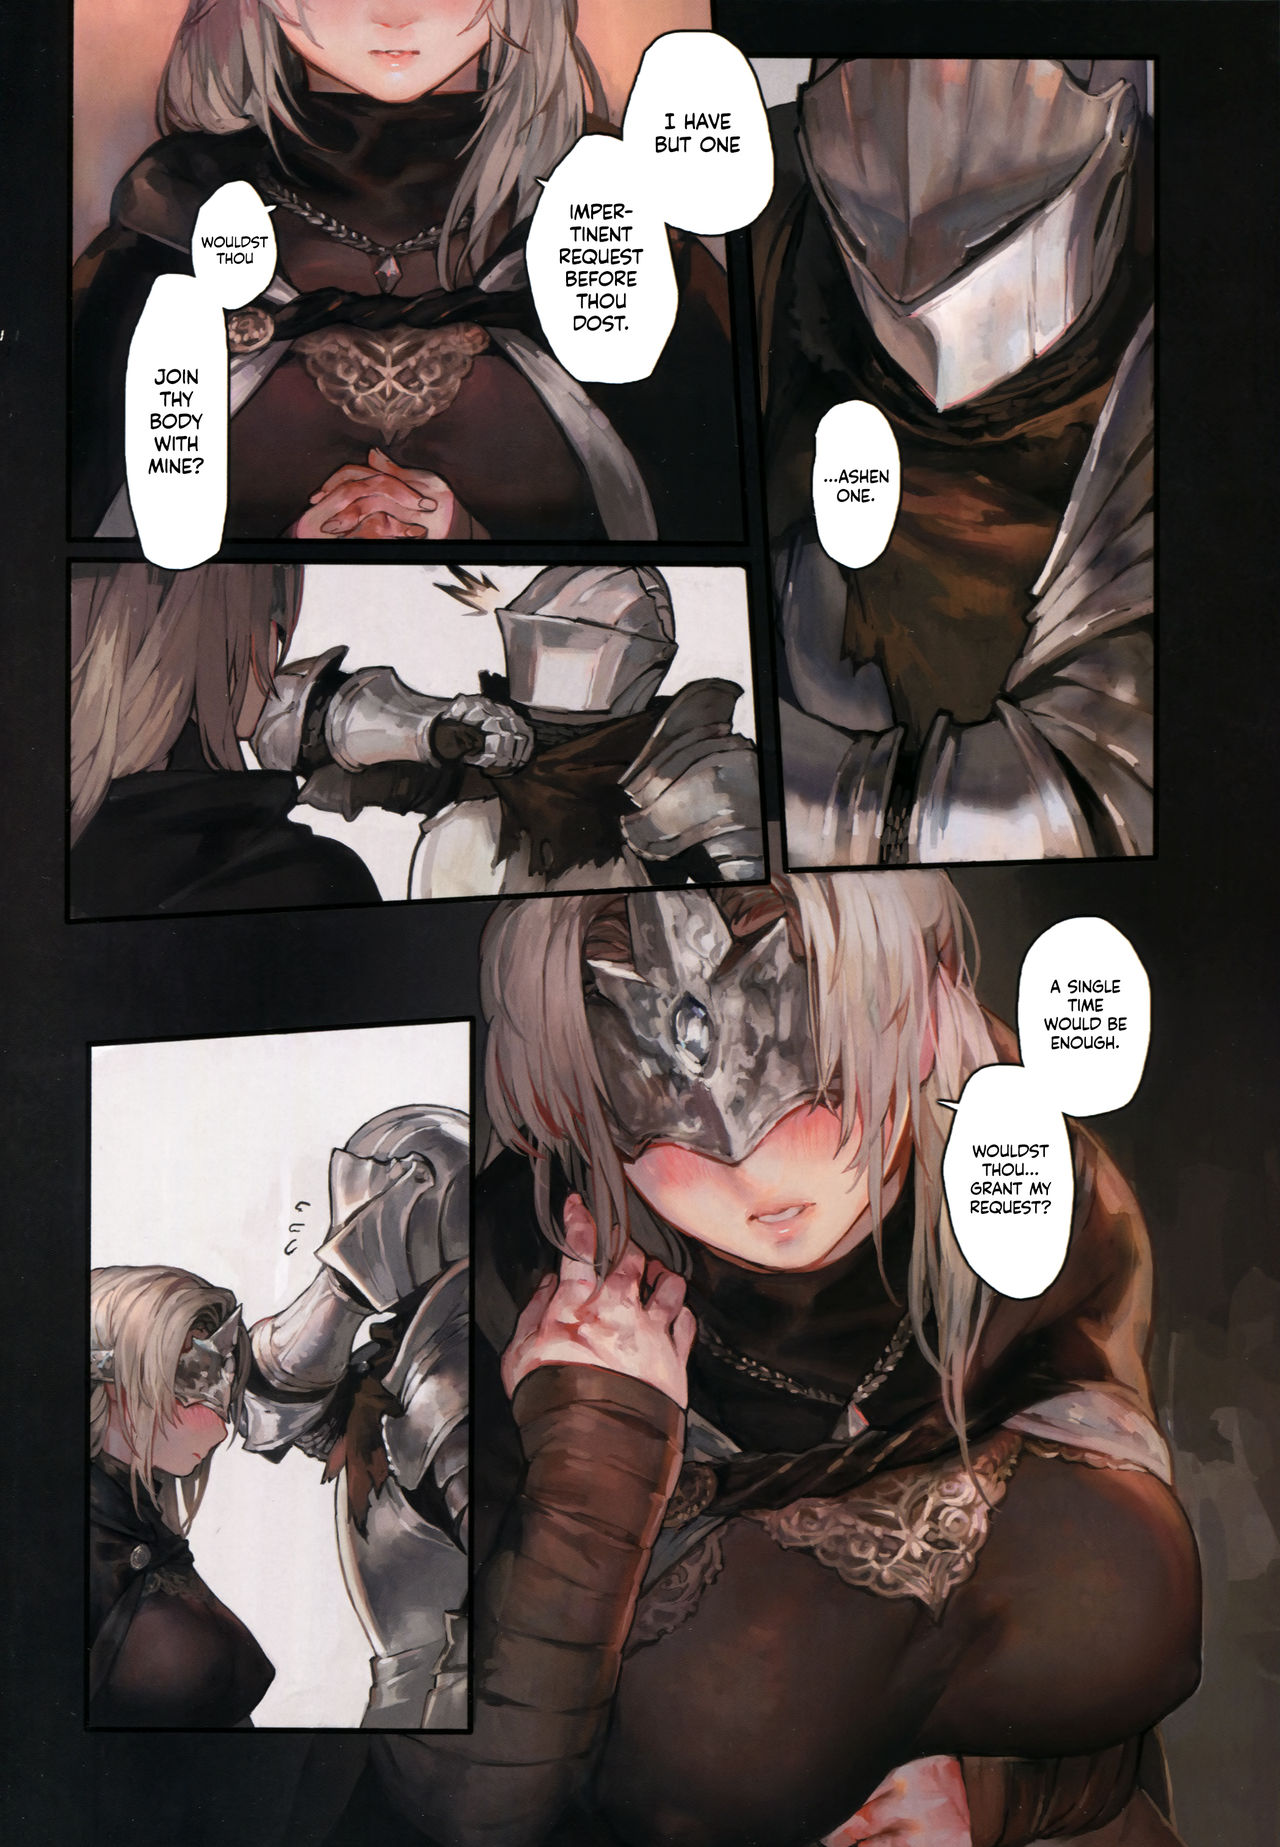 ...ASHEN
ONE.
I HAVE
BUT ONE
IMPER-
TINENT
REQUEST
BEFORE
THOU
DOST.
WOULDST
THOU
JOIN
THY
BODY
WITH
MINE?
A SINGLE
TIME
WOULD BE
ENOUGH.
WOULDST
THOU...
GRANT MY
REQUEST?